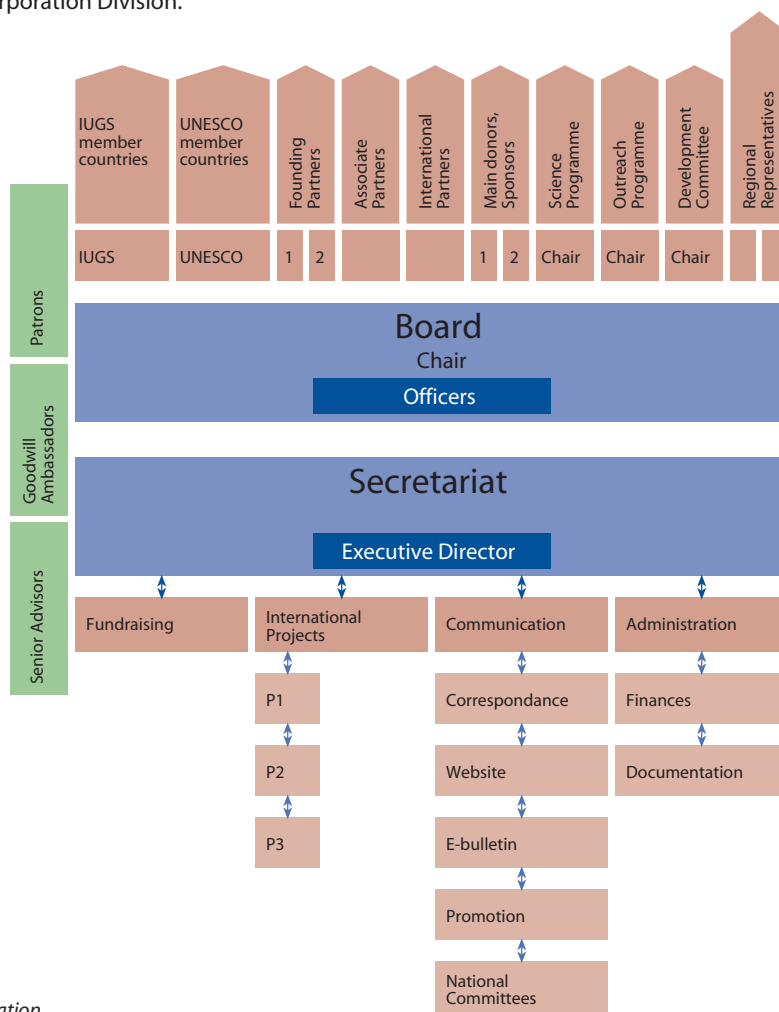 rporation Division.
IUGS
member
countries
UNESCO
member
countries
Founding
Partners
Associate
Partners
International
Partners
Main donors,
Sponsors
Science
Programme
Outreach
Programme
Development
Committee
Regional
Representatives
IUGS
UNESCO
1
2
1
2
Chair
Chair
Chair
Patrons
Goodwill
Ambassadors
Senior Advisors
Board
Chair
Officers
Secretariat
Executive Director
Fundraising
International
Projects
Communication
Administration
P1
Correspondance
Finances
P2
Website
Documentation
P3
E-bulletin
Promotion
National
Committees
ation